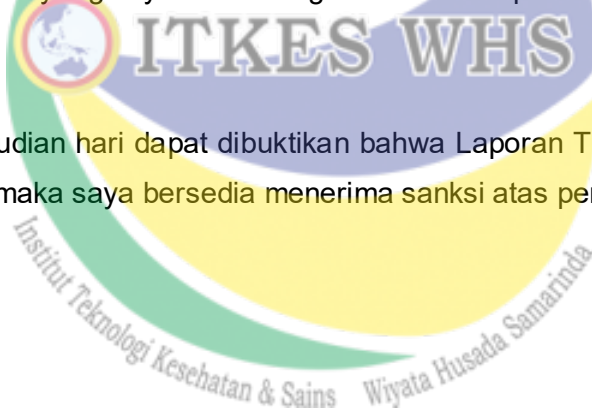 ITKES WHS
udian hari dapat dibuktikan bahwa Laporan T
maka saya bersedia menerima sanksi atas per
Institut Teknologi Kesehatan & Sains Wiyata Husada Samarinda